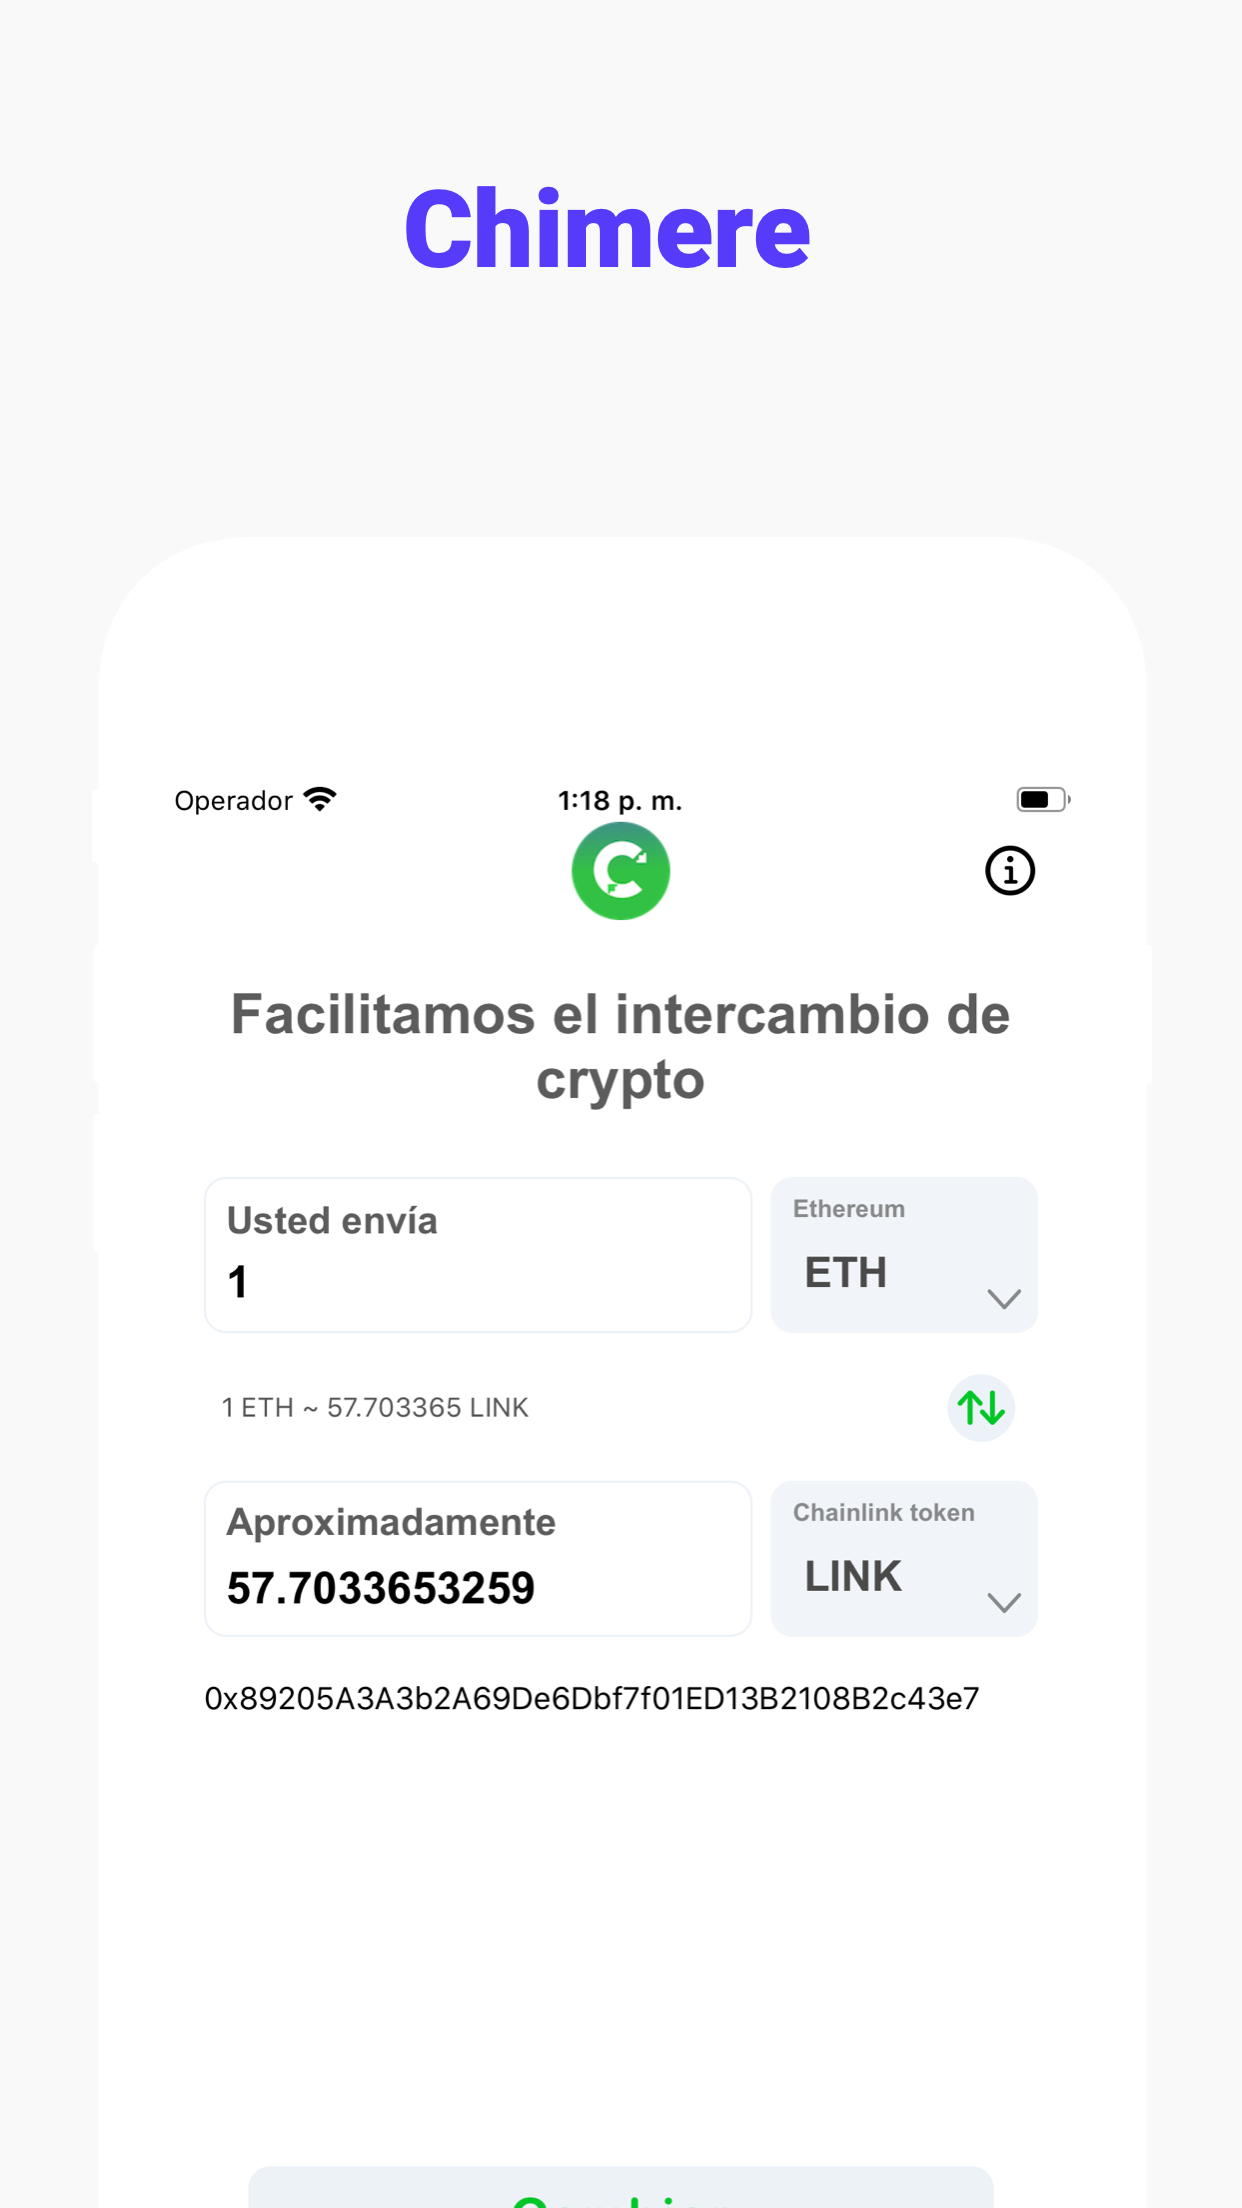 Chimere
Operador
1:18 p. m.
Facilitamos el intercambio de
crypto
Usted envía
1
Ethereum
ETH
1 ETH ~ 57.703365 LINK
Aproximadamente
57.7033653259
Chainlink token
LINK
0x89205A3A3b2A69De6Dbf7f01ED13B2108B2c43e7